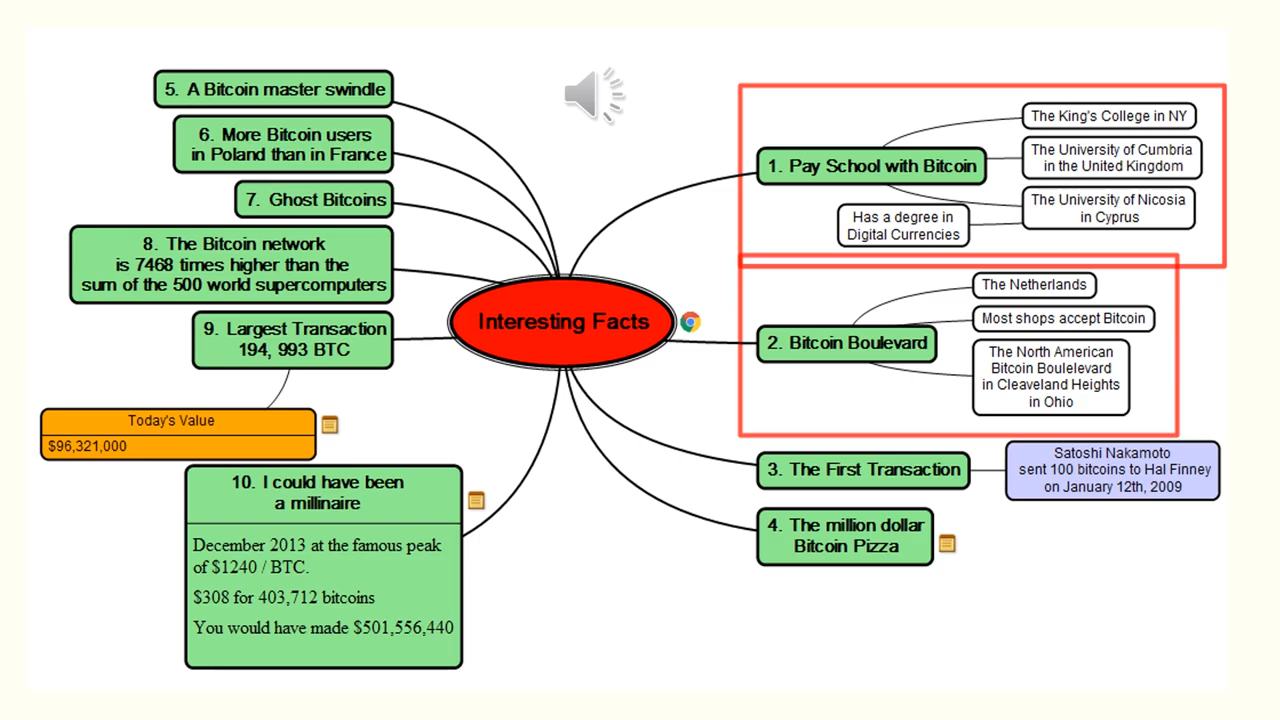 Interesting Facts
1. Pay School with Bitcoin
The King's College in NY
The University of Cumbria
in the United Kingdom
The University of Nicosia
in Cyprus
Has a degree in
Digital Currencies
2. Bitcoin Boulevard
The Netherlands
Most shops accept Bitcoin
The North American
Bitcoin Boulelevard
in Cleaveland Heights
in Ohio
3. The First Transaction
Satoshi Nakamoto
sent 100 bitcoins to Hal Finney
on January 12th, 2009
4. The million dollar
Bitcoin Pizza
5. A Bitcoin master swindle
6. More Bitcoin users
in Poland than in France
7. Ghost Bitcoins
8. The Bitcoin network
is 7468 times higher than the
sum of the 500 world supercomputers
9. Largest Transaction
194, 993 BTC
Today's Value
$96,321,000
10. I could have been
a millinaire
December 2013 at the famous peak
of $1240 / BTC.
$308 for 403,712 bitcoins
You would have made $501,556,440